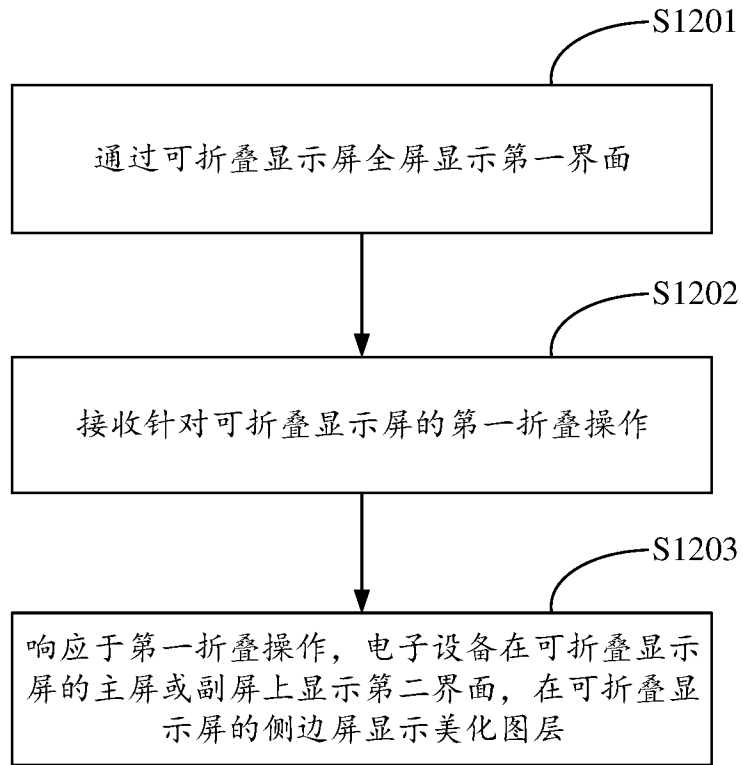 S1201
通过可折叠显示屏全屏显示第一界面
S1202
接收针对可折叠显示屏的第一折叠操作
S1203
响应于第一折叠操作，电子设备在可折叠显示
屏的主屏或副屏上显示第二界面，在可折叠显
示屏的侧边屏显示美化图层